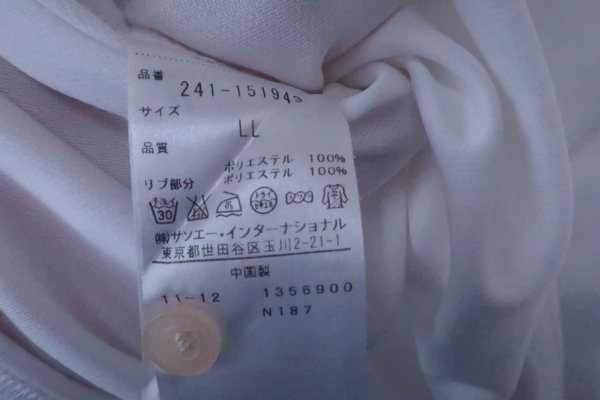 品番
241-151943
サイズ
LL
品質
ポリエステル 100%
リブ部分 ポリエステル 100%
手洗イ 30
㈱サンエー・インターナショナル
東京都世田谷区玉川2-21-1
中国製
11-12 1356900
N187